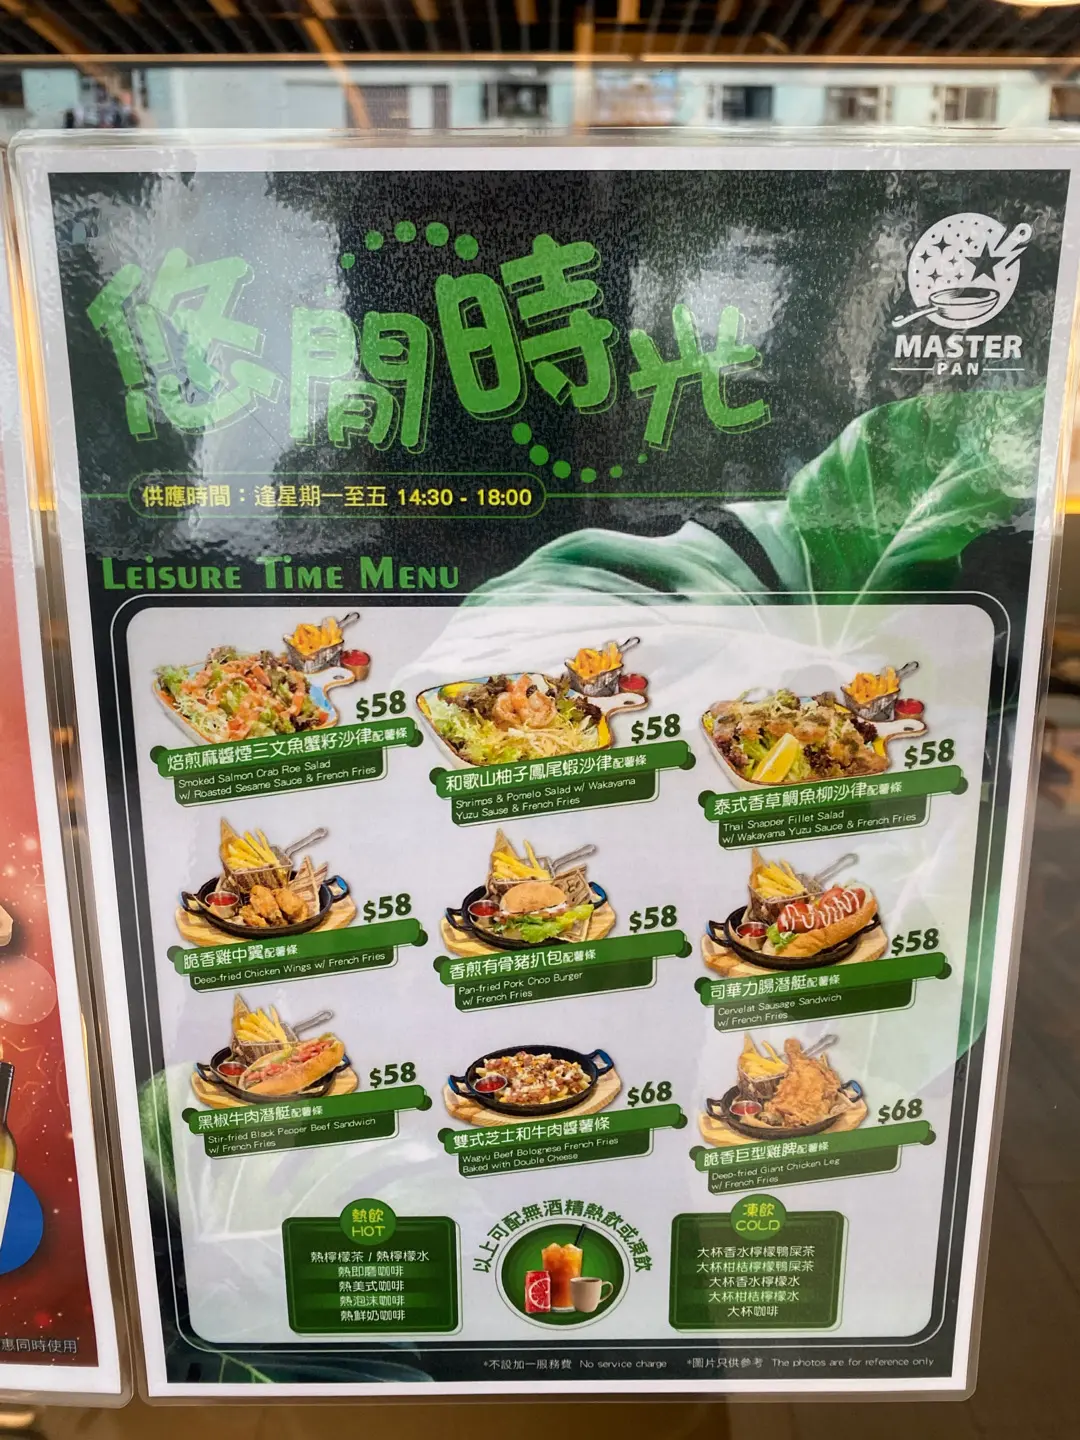 悠閒時光
MASTER
PAN
供應時間：逢星期一至五 14:30 - 18:00
LEISURE TIME MENU
$58
焙煎麻醬煙三文魚蟹籽沙律配薯條
Smoked Salmon Crab Roe Salad
w/ Roasted Sesame Sauce & French Fries
$58
和歌山柚子鳳尾蝦沙律配薯條
Shrimps & Pomelo Salad w/ Wakayama
Yuzu Sause & French Fries
$58
泰式香草鯛魚柳沙律配薯條
Thai Snapper Fillet Salad
w/ Wakayama Yuzu Sauce & French Fries
$58
脆香雞中翼配薯條
Deep-fried Chicken Wings w/ French Fries
$58
香煎有骨豬扒包配薯條
Pan-fried Pork Chop Burger
w/ French Fries
$58
司華力腸潛艇配薯條
Cervelat Sausage Sandwich
w/ French Fries
$58
黑椒牛肉潛艇配薯條
Stir-fried Black Pepper Beef Sandwich
w/ French Fries
$68
雙式芝士和牛肉醬薯條
Wagyu Beef Bolognese French Fries
Baked with Double Cheese
$68
脆香巨型雞脾配薯條
Deep-fried Giant Chicken Leg
w/ French Fries
熱飲
HOT
熱檸檬茶 / 熱檸檬水
熱即磨咖啡
熱美式咖啡
熱泡沫咖啡
熱鮮奶咖啡
以上可配無酒精熱飲或凍飲
凍飲
COLD
大杯香水檸檬鴨屎茶
大杯柑桔檸檬鴨屎茶
大杯香水檸檬水
大杯柑桔檸檬水
大杯咖啡
*不設加一服務費 No service charge *圖片只供參考 The photos are for reference only
惠同時使用